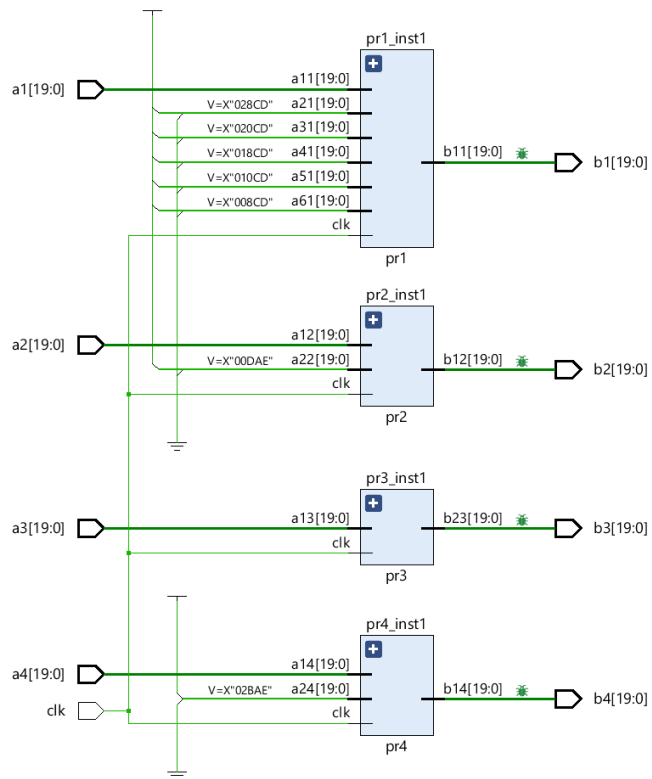 pr1_inst1
a1[19:0]
a11[19:0]
V=X"028CD"
a21[19:0]
V=X"020CD"
a31[19:0]
V=X"018CD"
a41[19:0]
b11[19:0]
b1[19:0]
V=X"010CD"
a51[19:0]
V=X"008CD"
a61[19:0]
clk
pr1
pr2_inst1
a2[19:0]
a12[19:0]
V=X"00DAE"
a22[19:0]
b12[19:0]
b2[19:0]
clk
pr2
pr3_inst1
a3[19:0]
a13[19:0]
b23[19:0]
b3[19:0]
clk
pr3
pr4_inst1
a4[19:0]
a14[19:0]
V=X"02BAE"
a24[19:0]
b14[19:0]
b4[19:0]
clk
clk
pr4